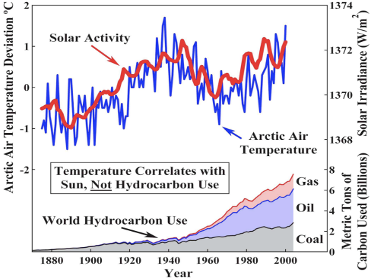 Arctic Air Temperature Deviation ºC
2
1
0
-1
-2
Solar Activity
Arctic Air
Temperature
1374
1372
1370
1368
Solar Irradiance (W/m²)
Temperature Correlates with
Sun, Not Hydrocarbon Use
World Hydrocarbon Use
Gas
Oil
Coal
8
6
4
2
0
Metric Tons of
Carbon Used (Billions)
1880 1900 1920 1940 1960 1980 2000
Year